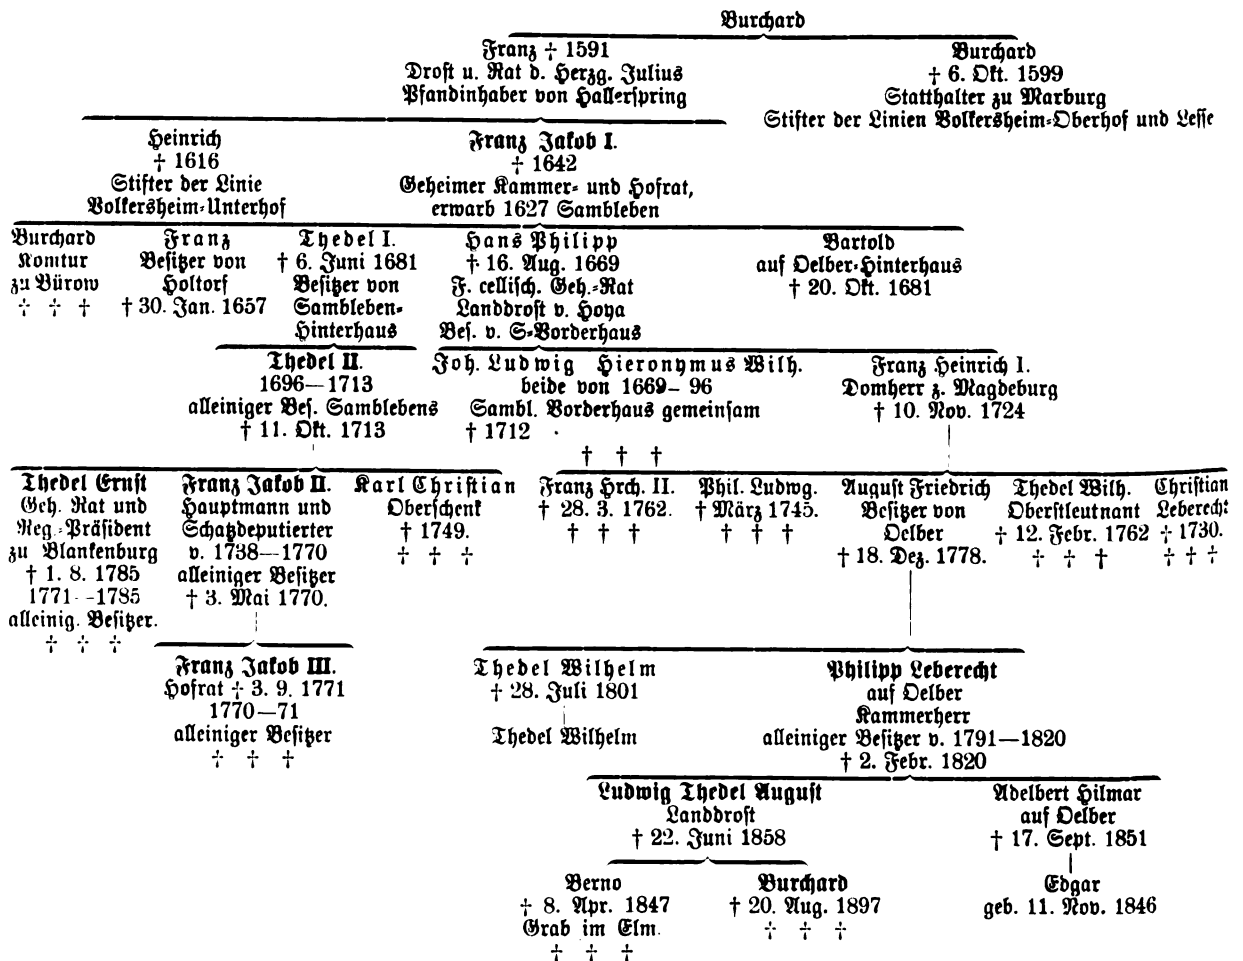 Burchard
Franz † 1591
Drost u. Rat d. Herzg. Julius
Pfandinhaber von Hallerspring
Burchard
† 6. Okt. 1599
Statthalter zu Marburg
Stifter der Linien Volkersheim-Oberhof und Lesse
Heinrich
† 1616
Stifter der Linie
Volkersheim-Unterhof
Franz Jakob I.
† 1642
Geheimer Kammer- und Hofrat,
erwarb 1627 Sambleben
Burchard
Komtur
zu Bürow
† † †
Franz
Besitzer von
Holtorf
† 30. Jan. 1657
Thedel I.
† 6. Juni 1681
Besitzer von
Sambleben-
Hinterhaus
Hans Philipp
† 16. Aug. 1669
F. cellisch. Geh.-Rat
Landdrost v. Hoya
Bes. v. S-Vorderhaus
Bartold
auf Oelber-Hinterhaus
† 20. Okt. 1681
Thedel II.
1696—1713
alleiniger Bes. Samblebens
† 11. Okt. 1713
Joh. Ludwig Hieronymus Wilh.
beide von 1669– 96
Sambl. Vorderhaus gemeinsam
† 1712
† † †
Franz Heinrich I.
Domherr z. Magdeburg
† 10. Nov. 1724
Thedel Ernst
Geh. Rat und
Reg.-Präsident
zu Blankenburg
† 1. 8. 1785
1771–1785
alleinig. Besitzer.
† † †
Franz Jakob II.
Hauptmann und
Schatzdeputierter
v. 1738—1770
alleiniger Besitzer
† 3. Mai 1770.
Karl Christian
Oberschenk
† 1749.
† † †
Franz Hrch. II.
† 28. 3. 1762.
† † †
Phil. Ludwg.
† März 1745.
† † †
August Friedrich
Besitzer von
Oelber
† 18. Dez. 1778.
Thedel Wilh.
Oberstleutnant
† 12. Febr. 1762
† † †
Christian
Leberecht
† 1730.
† † †
Franz Jakob III.
Hofrat † 3. 9. 1771
1770—71
alleiniger Besitzer
† † †
Thedel Wilhelm
† 28. Juli 1801
Thedel Wilhelm
Philipp Leberecht
auf Oelber
Kammerherr
alleiniger Besitzer v. 1791—1820
† 2. Febr. 1820
Ludwig Thedel August
Landdrost
† 22. Juni 1858
Adelbert Hilmar
auf Oelber
† 17. Sept. 1851
Berno
† 8. Apr. 1847
Grab im Elm.
† † †
Burchard
† 20. Aug. 1897
† † †
Edgar
geb. 11. Nov. 1846